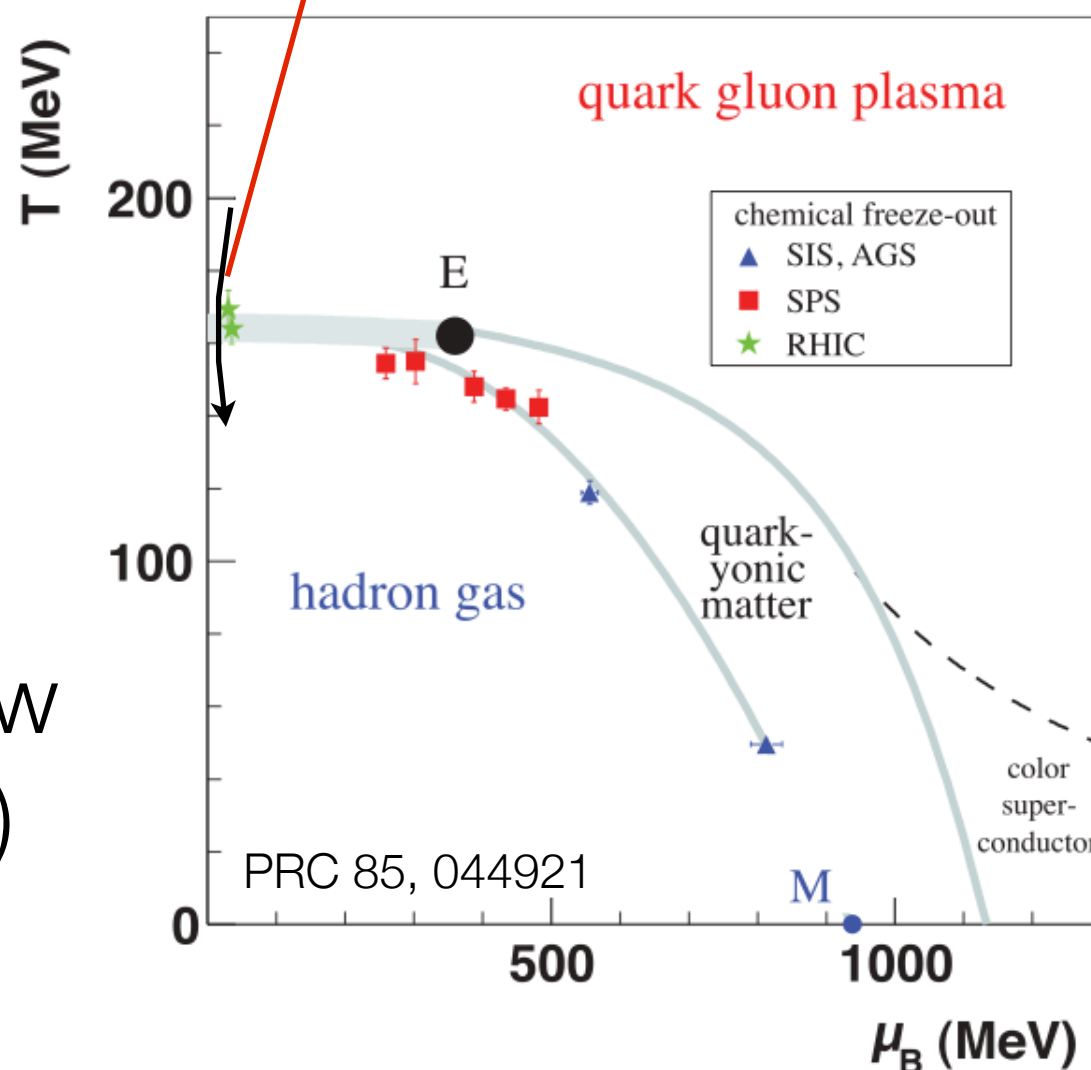 T (MeV)
quark gluon plasma
200
chemical freeze-out
SIS, AGS
SPS
RHIC
E
100
quark-
yonic
matter
hadron gas
w
)
color
super-
conductor
PRC 85, 044921
M
0
500
1000
μB (MeV)